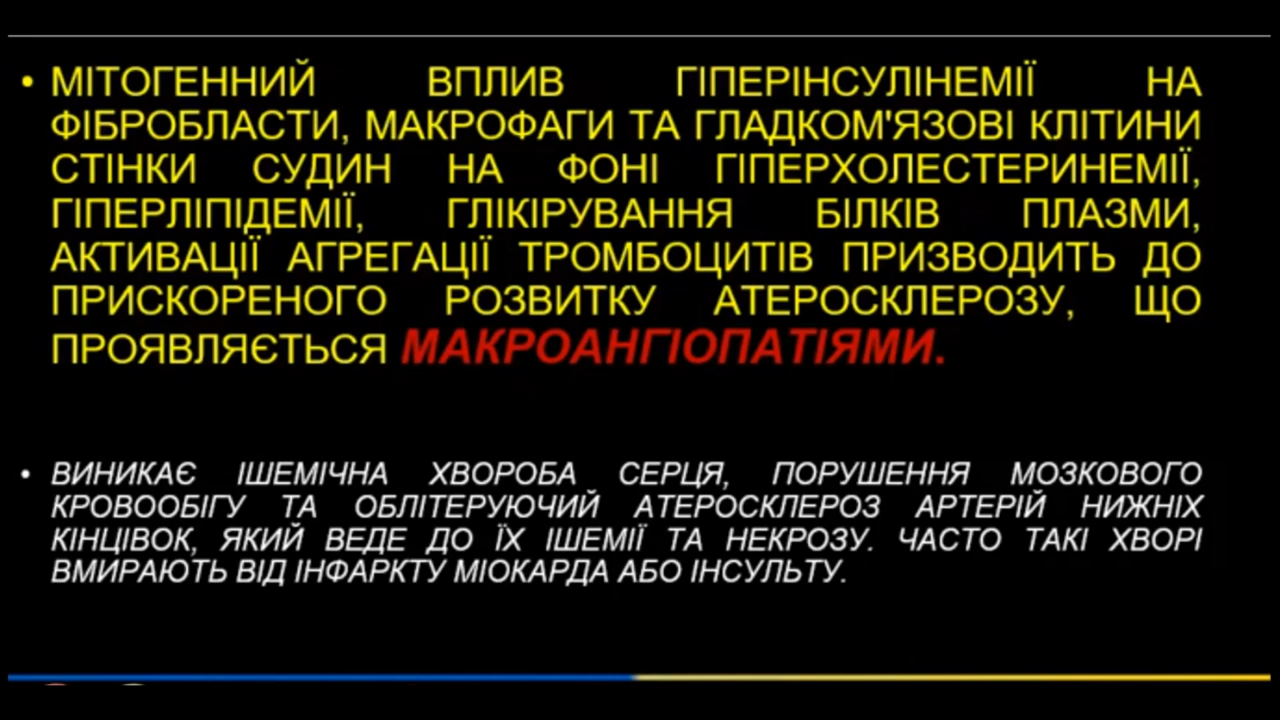 • МІТОГЕННИЙ ВПЛИВ ГІПЕРІНСУЛІНЕМІЇ НА
ФІБРОБЛАСТИ, МАКРОФАГИ ТА ГЛАДКОМ'ЯЗОВІ КЛІТИНИ
СТІНКИ СУДИН НА ФОНІ ГІПЕРХОЛЕСТЕРИНЕМІЇ,
ГІПЕРЛІПІДЕМІЇ, ГЛІКІРУВАННЯ БІЛКІВ ПЛАЗМИ,
АКТИВАЦІЇ АГРЕГАЦІЇ ТРОМБОЦИТІВ ПРИЗВОДИТЬ ДО
ПРИСКОРЕНОГО РОЗВИТКУ АТЕРОСКЛЕРОЗУ, ЩО
ПРОЯВЛЯЄТЬСЯ МАКРОАНГІОПАТІЯМИ.
• ВИНИКАЄ ІШЕМІЧНА ХВОРОБА СЕРЦЯ, ПОРУШЕННЯ МОЗКОВОГО
КРОВООБІГУ ТА ОБЛІТЕРУЮЧИЙ АТЕРОСКЛЕРОЗ АРТЕРІЙ НИЖНІХ
КІНЦІВОК, ЯКИЙ ВЕДЕ ДО ЇХ ІШЕМІЇ ТА НЕКРОЗУ. ЧАСТО ТАКІ ХВОРІ
ВМИРАЮТЬ ВІД ІНФАРКТУ МІОКАРДА АБО ІНСУЛЬТУ.